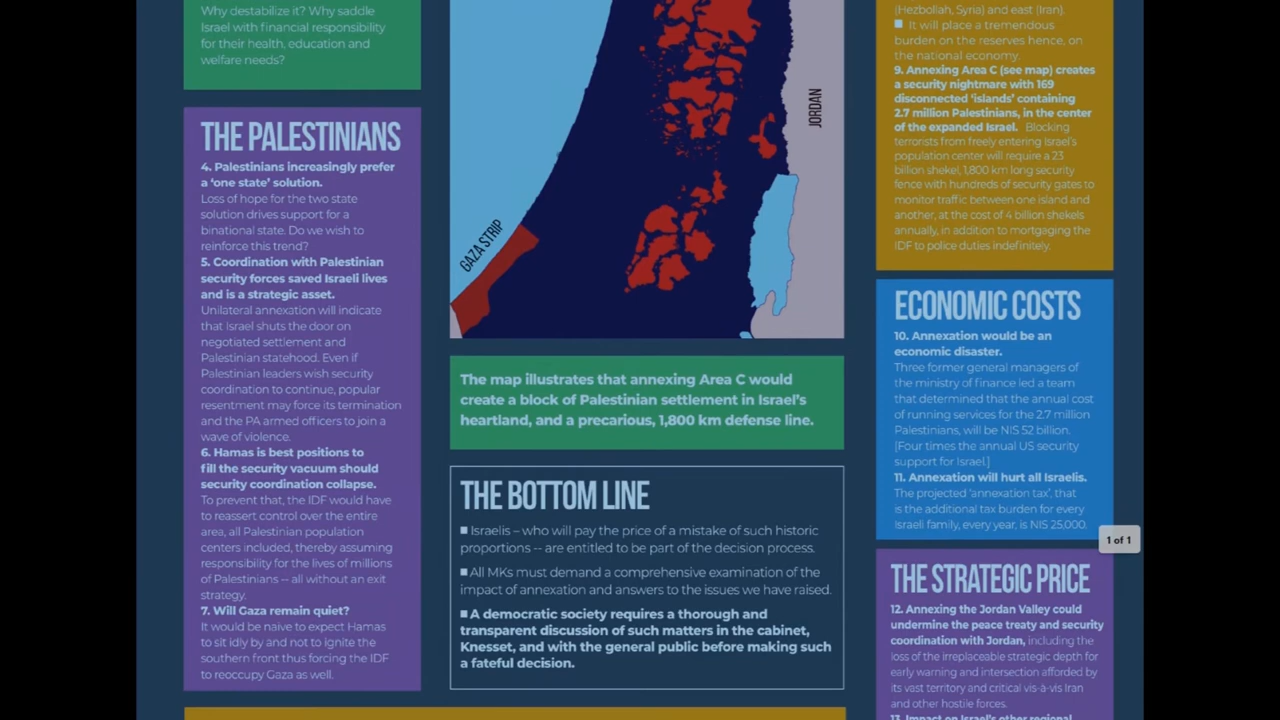 Why destabilize it? Why saddle
Israel with financial responsibility
for their health, education and
welfare needs?
THE PALESTINIANS
4. Palestinians increasingly prefer
a ‘one state’ solution.
Loss of hope for the two state
solution drives support for a
binational state. Do we wish to
reinforce this trend?
5. Coordination with Palestinian
security forces saved Israeli lives
and is a strategic asset.
Unilateral annexation will indicate
that Israel shuts the door on
negotiated settlement and
Palestinian statehood. Even if
Palestinian leaders wish security
coordination to continue, popular
resentment may force its termination
and the PA armed officers to join a
wave of violence.
6. Hamas is best positions to
fill the security vacuum should
security coordination collapse.
To prevent that, the IDF would have
to reassert control over the entire
area, all Palestinian population
centers included, thereby assuming
responsibility for the lives of millions
of Palestinians -- all without an exit
strategy.
7. Will Gaza remain quiet?
It would be naive to expect Hamas
to sit idly by and not to ignite the
southern front thus forcing the IDF
to reoccupy Gaza as well.
GAZA STRIP
JORDAN
The map illustrates that annexing Area C would
create a block of Palestinian settlement in Israel’s
heartland, and a precarious, 1,800 km defense line.
THE BOTTOM LINE
■ Israelis – who will pay the price of a mistake of such historic
proportions -- are entitled to be part of the decision process.
■ All MKs must demand a comprehensive examination of the
impact of annexation and answers to the issues we have raised.
■ A democratic society requires a thorough and
transparent discussion of such matters in the cabinet,
Knesset, and with the general public before making such
a fateful decision.
(Hezbollah, Syria) and east (Iran).
■ It will place a tremendous
burden on the reserves hence, on
the national economy.
9. Annexing Area C (see map) creates
a security nightmare with 169
disconnected ‘islands’ containing
2.7 million Palestinians, in the center
of the expanded Israel. Blocking
terrorists from freely entering Israel’s
population center will require a 23
billion shekel, 1,800 km long security
fence with hundreds of security gates to
monitor traffic between one island and
another, at the cost of 4 billion shekels
annually, in addition to mortgaging the
IDF to police duties indefinitely.
ECONOMIC COSTS
10. Annexation would be an
economic disaster.
Three former general managers of
the ministry of finance led a team
that determined that the annual cost
of running services for the 2.7 million
Palestinians, will be NIS 52 billion.
[Four times the annual US security
support for Israel.]
11. Annexation will hurt all Israelis.
The projected ‘annexation tax’, that
is the additional tax burden for every
Israeli family, every year, is NIS 25,000.
1 of 1
THE STRATEGIC PRICE
12. Annexing the Jordan Valley could
undermine the peace treaty and security
coordination with Jordan, including the
loss of the irreplaceable strategic depth for
early warning and intersection afforded by
its vast territory and critical vis-à-vis Iran
and other hostile forces.
13. Impact on Israel’s other regional